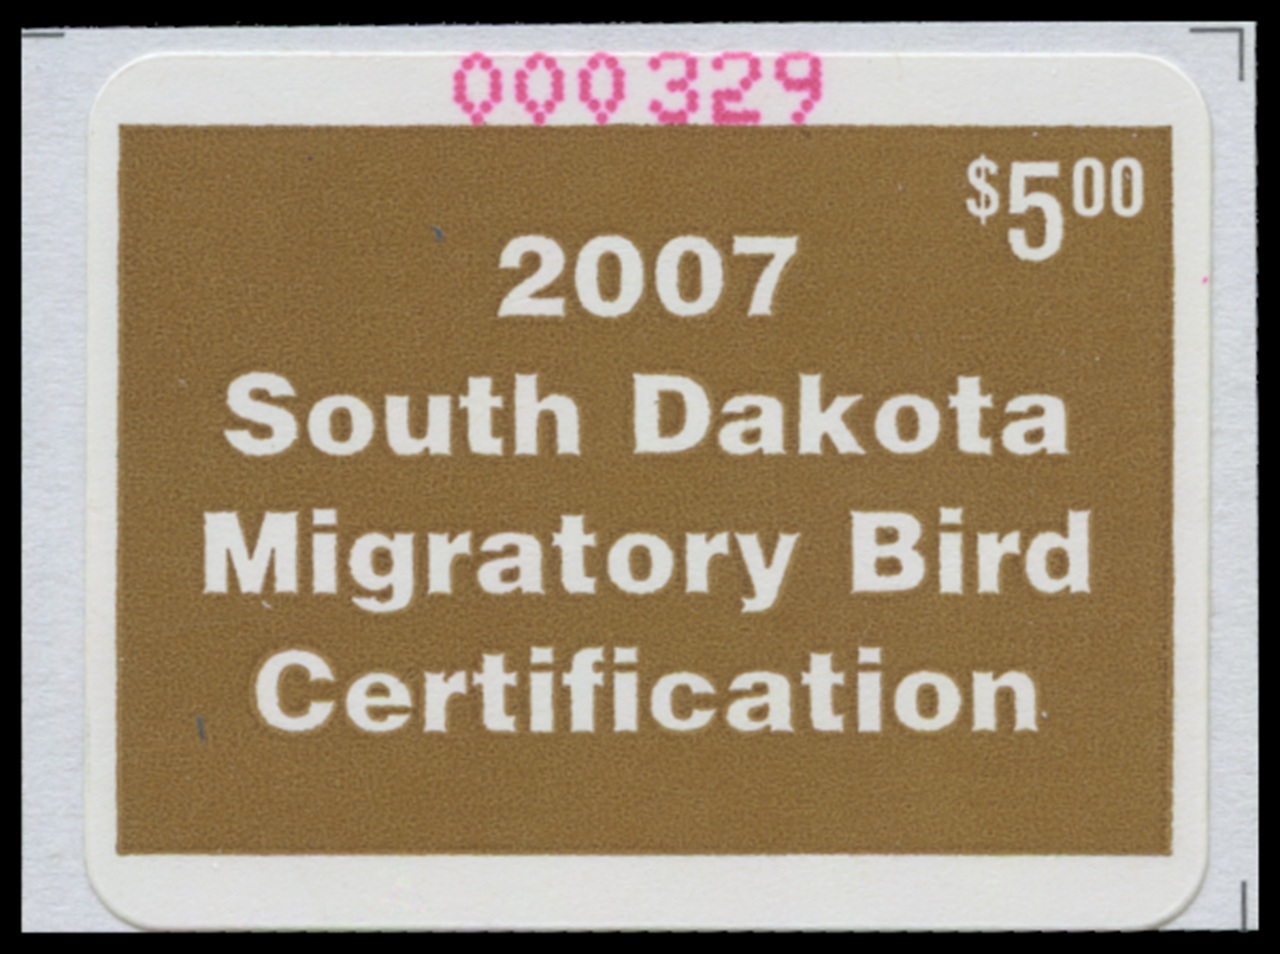 000329
$5.00
2007
South Dakota
Migratory Bird
Certification